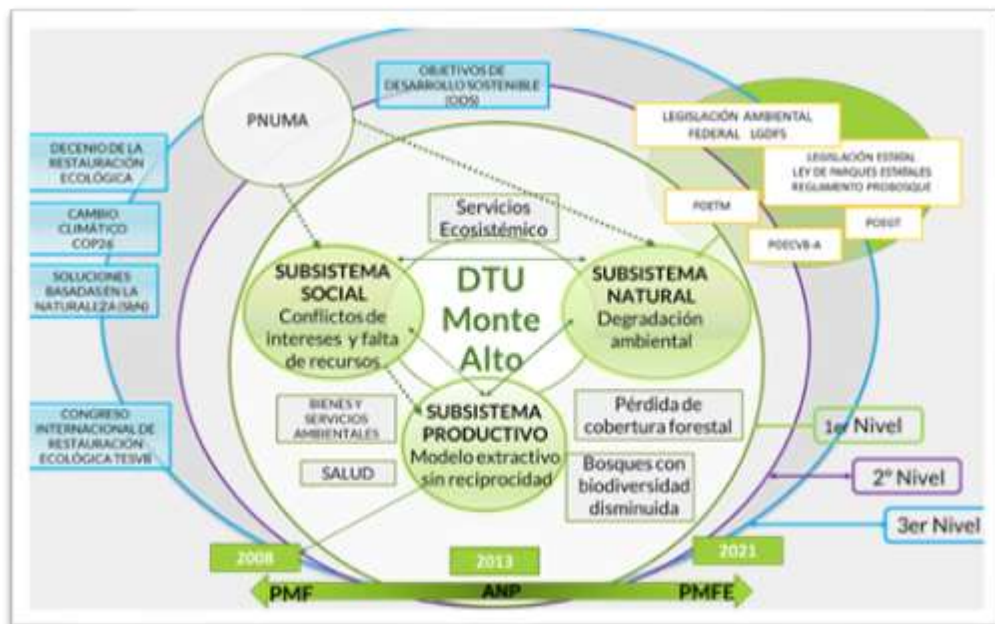 OBJETIVOS DE
DESARROLLO SOSTENIBLE
(ODS)
PNUMA
LEGISLACIÓN AMBIENTAL
FEDERAL LGDFS
DECENIO DE LA
RESTAURACIÓN
ECOLÓGICA
LEGISLACIÓN ESTATAL
LEY DE PARQUES ESTATALES
REGLAMENTO PROBOSQUE
CAMBIO
CLIMÁTICO
COP26
Servicios
Ecosistémico
POETM
POEGT
POECVB-A
SOLUCIONES
BASADAS EN LA
NATURALEZA (SbN)
SUBSISTEMA
SOCIAL
Conflictos de
intereses y falta
de recursos
DTU
Monte
Alto
SUBSISTEMA
NATURAL
Degradación
ambiental
CONGRESO
INTERNACIONAL DE
RESTAURACIÓN
ECOLÓGICA TESVB
BIENES Y
SERVICIOS
AMBIENTALES
SALUD
SUBSISTEMA
PRODUCTIVO
Modelo extractivo
sin reciprocidad
Pérdida de
cobertura forestal
Bosques con
biodiversidad
disminuida
1er Nivel
2º Nivel
3er Nivel
2008
2013
2021
PMF
ANP
PMFE